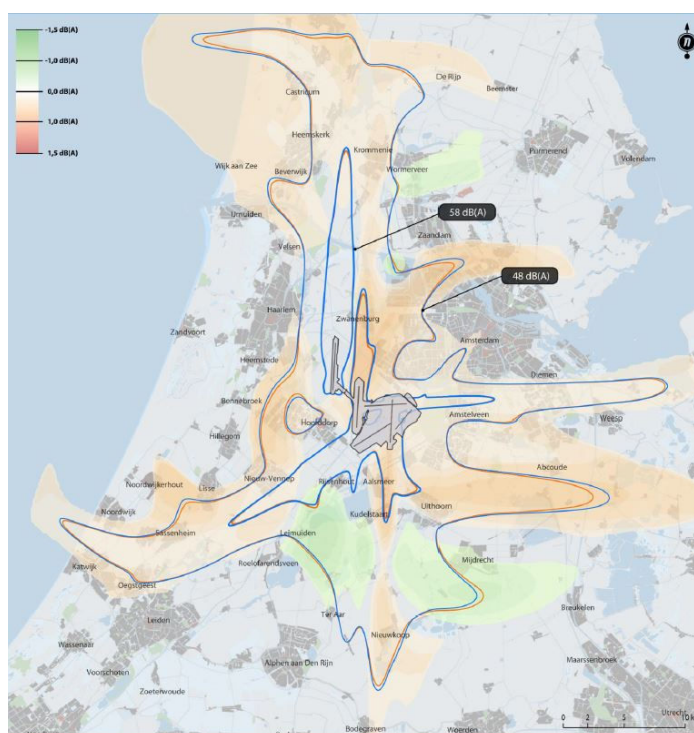 -1,5 dB(A)
-1,0 dB(A)
0,0 dB(A)
1,0 dB(A)
1,5 dB(A)
n
De Rijp
Beemster
Castricum
Heemskerk
Krommenie
Wijk aan Zee
Beverwijk
Wormerveer
Purmerend
Volendam
IJmuiden
58 dB(A)
Velsen
Zaandam
48 dB(A)
Haarlem
Zwanenburg
Zandvoort
Amsterdam
Heemstede
Diemen
Bennebroek
Amstelveen
Weesp
Hoofddorp
Hillegom
Abcoude
Nieuw-Vennep
Rijsenhout
Aalsmeer
Noordwijkerhout
Lisse
Uithoorn
Noordwijk
Kudelstaart
Sassenheim
Leimuiden
Mijdrecht
Katwijk
Roelofarendsveen
Oegstgeest
Breukelen
Leiden
Ter Aar
Nieuwkoop
Wassenaar
Alphen aan Den Rijn
Maarssenbroek
Voorschoten
Zoetermoude
Utrecht
0 2 5 10 k
Bodegraven
Woerden